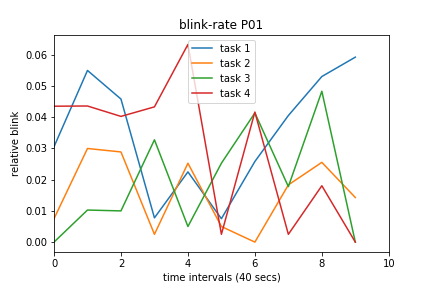 blink-rate P01
relative blink
0.06
0.05
0.04
0.03
0.02
0.01
0.00
task 1
task 2
task 3
task 4
0 2 4 6 8 10
time intervals (40 secs)